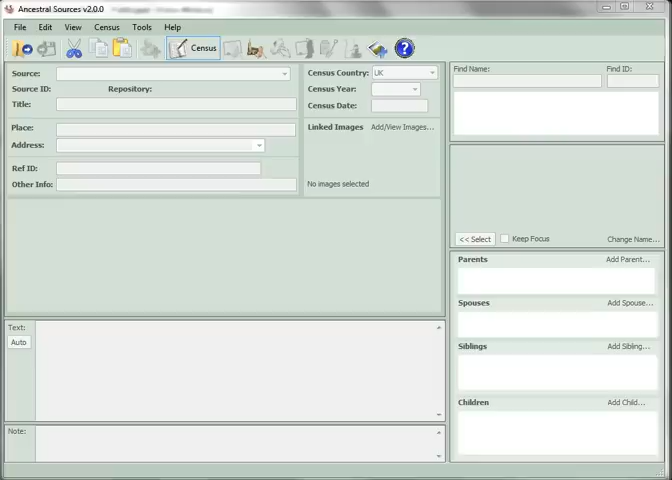 Ancestral Sources v2.0.0
File Edit View Census Tools Help
Census
Source:
Source ID: Repository:
Title:
Place:
Address:
Ref ID:
Other Info:
Census Country: UK
Census Year:
Census Date:
Linked Images Add/View Images...
No images selected
Text:
Auto
Note:
Find Name: Find ID:
<< Select Keep Focus Change Name...
Parents Add Parent...
Spouses Add Spouse...
Siblings Add Sibling...
Children Add Child...